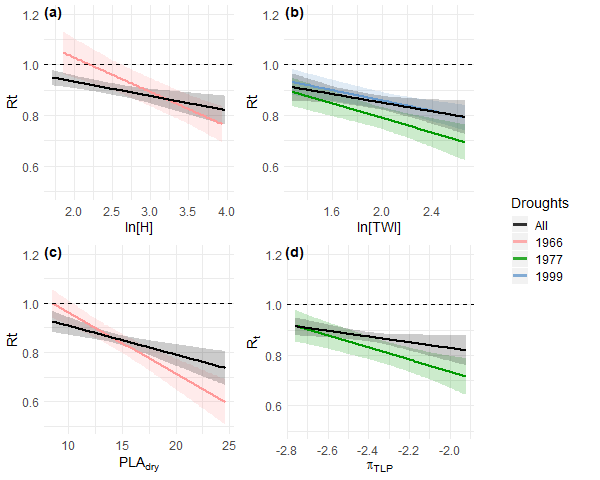 (a)
1.2
1.0
0.8
0.6
Rt
2.0 2.5 3.0 3.5 4.0
ln[H]
(b)
1.2
1.0
0.8
0.6
Rt
1.6 2.0 2.4
ln[TWI]
Droughts
All
1966
1977
1999
(c)
1.2
1.0
0.8
0.6
Rt
10 15 20 25
PLAdry
(d)
1.2
1.0
0.8
0.6
Rt
-2.8 -2.6 -2.4 -2.2 -2.0
πTLP